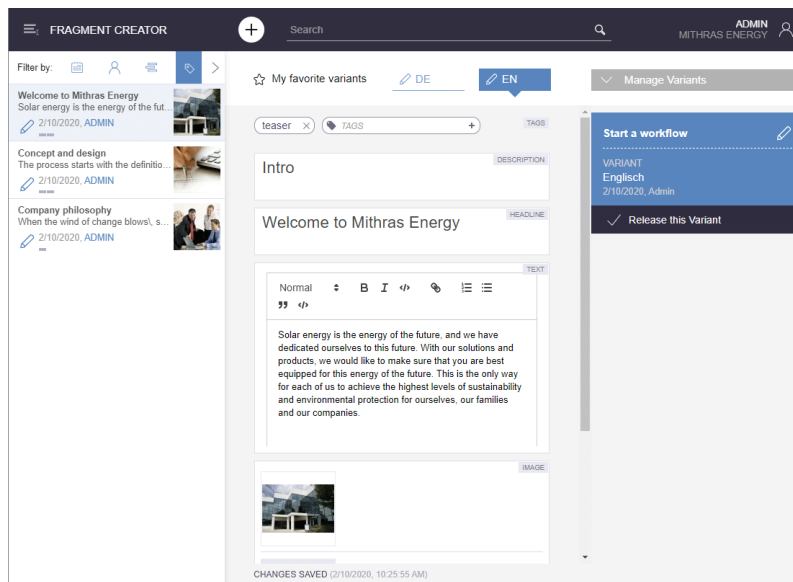 FRAGMENT CREATOR
Search
ADMIN
MITHRAS ENERGY
Filter by:
Welcome to Mithras Energy
Solar energy is the energy of the fut...
2/10/2020, ADMIN
Concept and design
The process starts with the definitio...
2/10/2020, ADMIN
Company philosophy
When the wind of change blows\, s...
2/10/2020, ADMIN
My favorite variants
DE
EN
teaser
TAGS
TAGS
DESCRIPTION
Intro
HEADLINE
Welcome to Mithras Energy
TEXT
Normal
B I
Solar energy is the energy of the future, and we have
dedicated ourselves to this future. With our solutions and
products, we would like to make sure that you are best
equipped for this energy of the future. This is the only way
for each of us to achieve the highest levels of sustainability
and environmental protection for ourselves, our families
and our companies.
IMAGE
CHANGES SAVED (2/10/2020, 10:25:55 AM)
Manage Variants
Start a workflow
VARIANT
Englisch
2/10/2020, Admin
Release this Variant